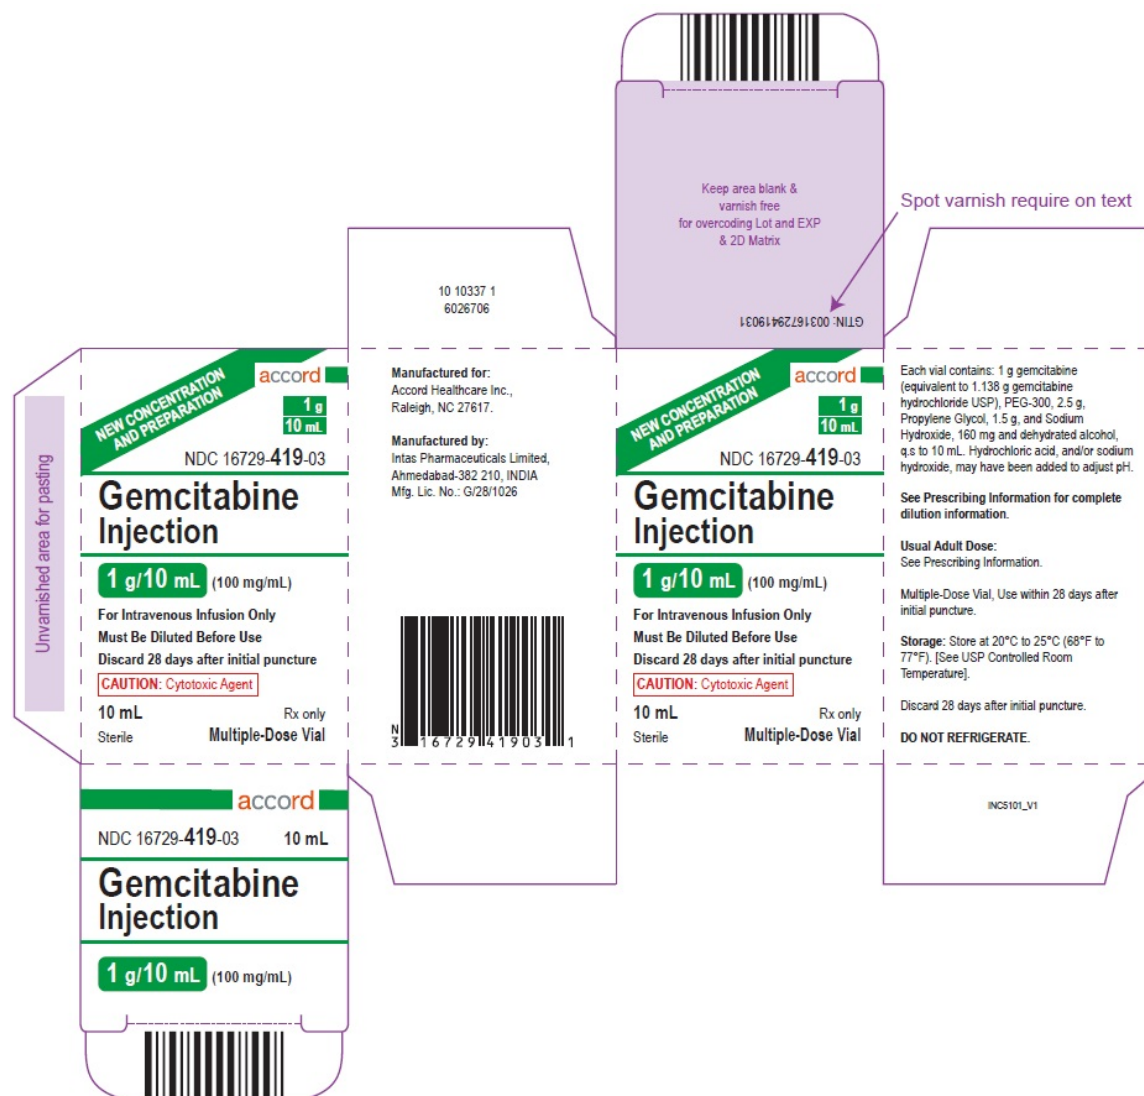 Keep area blank &
varnish free
for overcoding Lot and EXP
& 2D Matrix
Spot varnish require on text
GTIN: 00316729419031
10 10337 1
6026706
Unvarnished area for pasting
NEW CONCENTRATION
AND PREPARATION
accord
1 g
10 mL
NDC 16729-419-03
Gemcitabine
Injection
1 g/10 mL (100 mg/mL)
For Intravenous Infusion Only
Must Be Diluted Before Use
Discard 28 days after initial puncture
CAUTION: Cytotoxic Agent
10 mL Rx only
Sterile Multiple-Dose Vial
Manufactured for:
Accord Healthcare Inc.,
Raleigh, NC 27617.
Manufactured by:
Intas Pharmaceuticals Limited,
Ahmedabad-382 210, INDIA
Mfg. Lic. No.: G/28/1026
N
3 16729 41903 1
NEW CONCENTRATION
AND PREPARATION
accord
1 g
10 mL
NDC 16729-419-03
Gemcitabine
Injection
1 g/10 mL (100 mg/mL)
For Intravenous Infusion Only
Must Be Diluted Before Use
Discard 28 days after initial puncture
CAUTION: Cytotoxic Agent
10 mL Rx only
Sterile Multiple-Dose Vial
Each vial contains: 1 g gemcitabine
(equivalent to 1.138 g gemcitabine
hydrochloride USP), PEG-300, 2.5 g,
Propylene Glycol, 1.5 g, and Sodium
Hydroxide, 160 mg and dehydrated alcohol,
q.s to 10 mL. Hydrochloric acid, and/or sodium
hydroxide, may have been added to adjust pH.
See Prescribing Information for complete
dilution information.
Usual Adult Dose:
See Prescribing Information.
Multiple-Dose Vial, Use within 28 days after
initial puncture.
Storage: Store at 20°C to 25°C (68°F to
77°F). [See USP Controlled Room
Temperature].
Discard 28 days after initial puncture.
DO NOT REFRIGERATE.
INC5101_V1
accord
NDC 16729-419-03 10 mL
Gemcitabine
Injection
1 g/10 mL (100 mg/mL)